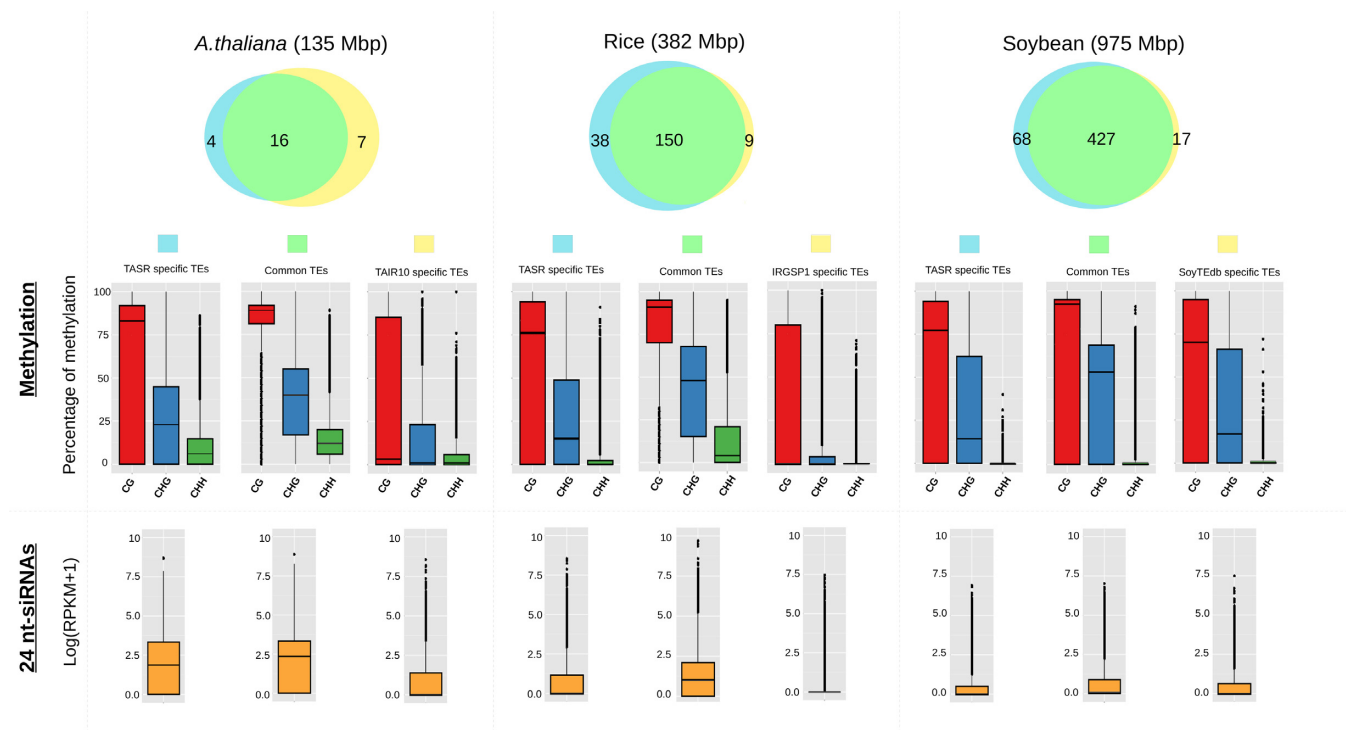 A.thaliana (135 Mbp)
Rice (382 Mbp)
Soybean (975 Mbp)
4 16 7
38 150 9
68 427 17
TASR specific TEs
Common TEs
TAIR10 specific TEs
TASR specific TEs
Common TEs
IRGSP1 specific TEs
TASR specific TEs
Common TEs
SoyTEdb specific TEs
Methylation
Percentage of methylation
100
75
50
25
0
CG CHG CHH
CG CHG CHH
CG CHG CHH
CG CHG CHH
CG CHG CHH
CG CHG CHH
CG CHG CHH
CG CHG CHH
CG CHG CHH
24 nt-siRNAs
Log(RPKM+1)
10 10 10 10 10 10 10 10 10
7.5 7.5 7.5 7.5 7.5 7.5 7.5 7.5 7.5
5.0 5.0 5.0 5.0 5.0 5.0 5.0 5.0 5.0
2.5 2.5 2.5 2.5 2.5 2.5 2.5 2.5 2.5
0.0 0.0 0.0 0.0 0.0 0.0 0.0 0.0 0.0